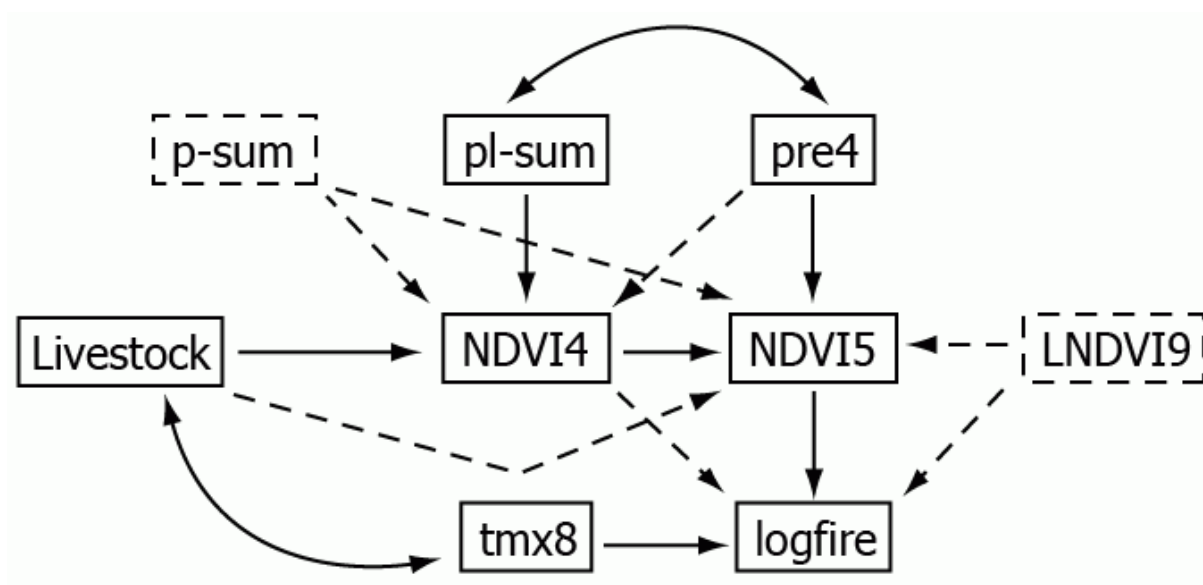 p-sum
pl-sum
pre4
Livestock
NDVI4
NDVI5
LNDVI9
tmx8
logfire